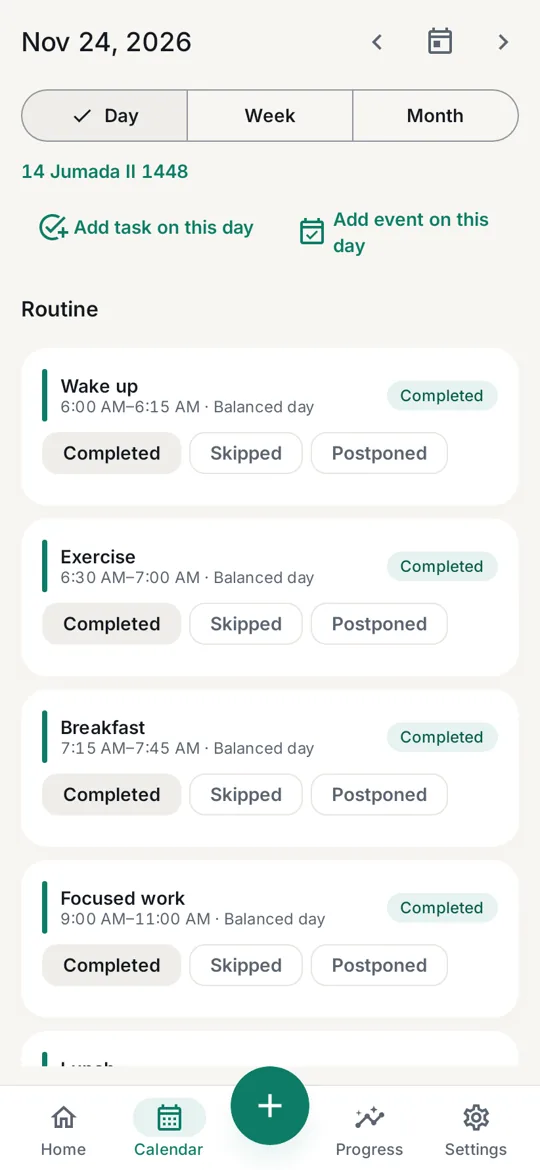 Nov 24, 2026
Day
Week
Month
14 Jumada II 1448
Add task on this day
Add event on this
day
Routine
Wake up
6:00 AM–6:15 AM · Balanced day
Completed
Completed
Skipped
Postponed
Exercise
6:30 AM–7:00 AM · Balanced day
Completed
Completed
Skipped
Postponed
Breakfast
7:15 AM–7:45 AM · Balanced day
Completed
Completed
Skipped
Postponed
Focused work
9:00 AM–11:00 AM · Balanced day
Completed
Completed
Skipped
Postponed
Home
Calendar
Progress
Settings